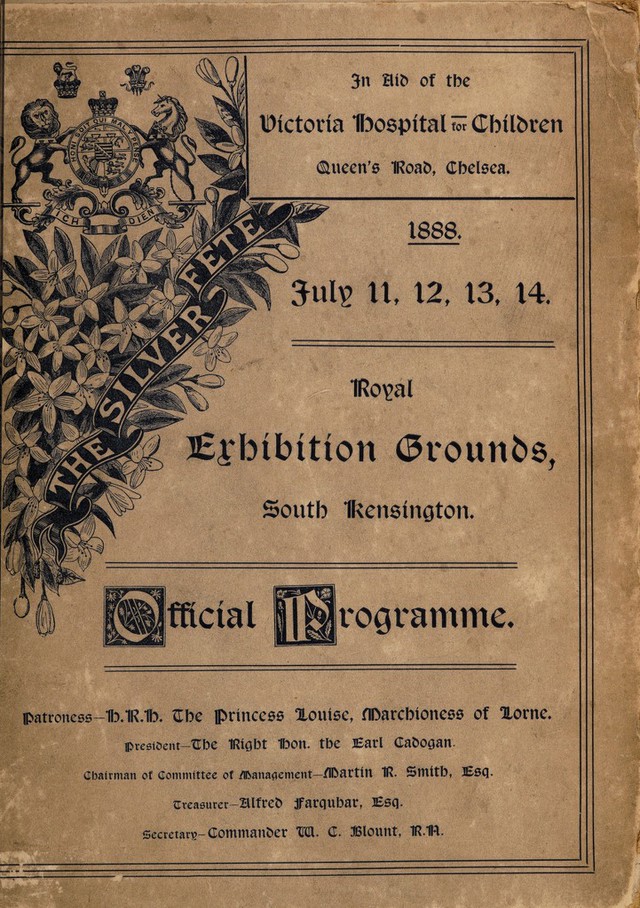 In Aid of the
Victoria Hospital for Children
Queen's Road, Chelsea.
HONI SOIT QUI MAL Y PENSE
ICH DIEN
THE SILVER FETE
1888.
July 11, 12, 13, 14.
Royal
Exhibition Grounds,
South Kensington.
Official Programme.
Patroness—H.R.H. The Princess Louise, Marchioness of Lorne.
President—The Right Hon. the Earl Cadogan.
Chairman of Committee of Management—Martin R. Smith, Esq.
Treasurer—Alfred Farquhar, Esq.
Secretary—Commander W. C. Blount, R.N.